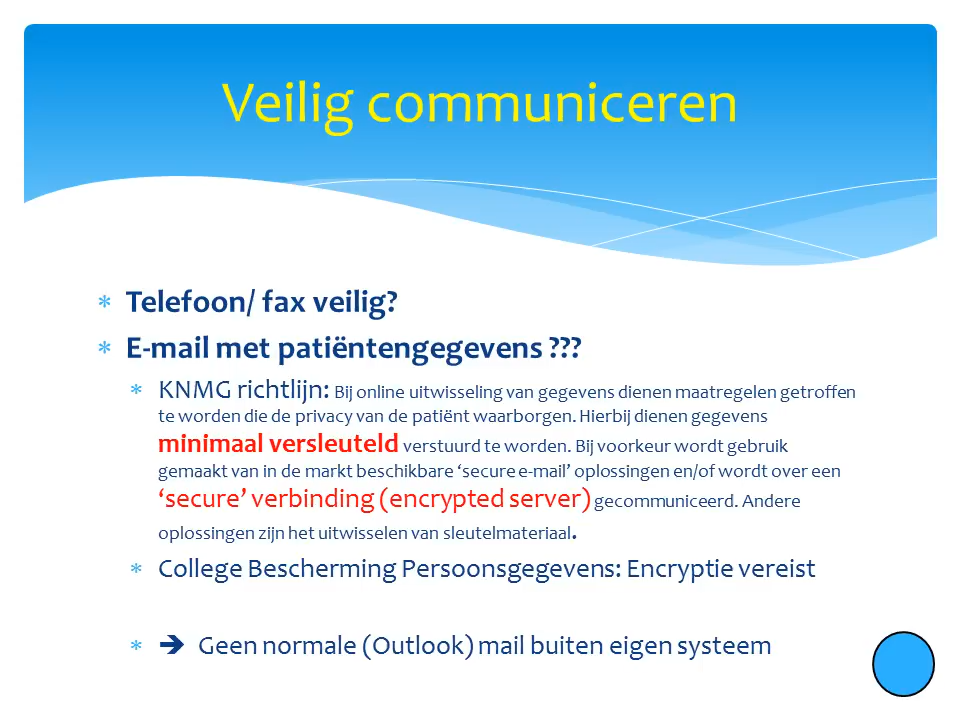 Veilig communiceren
Telefoon/ fax veilig?
E-mail met patiëntengegevens ???
KNMG richtlijn: Bij online uitwisseling van gegevens dienen maatregelen getroffen
te worden die de privacy van de patiënt waarborgen. Hierbij dienen gegevens
minimaal versleuteld verstuurd te worden. Bij voorkeur wordt gebruik
gemaakt van in de markt beschikbare ‘secure e-mail’ oplossingen en/of wordt over een
‘secure’ verbinding (encrypted server) gecommuniceerd. Andere
oplossingen zijn het uitwisselen van sleutelmateriaal.
College Bescherming Persoonsgegevens: Encryptie vereist
➔ Geen normale (Outlook) mail buiten eigen systeem